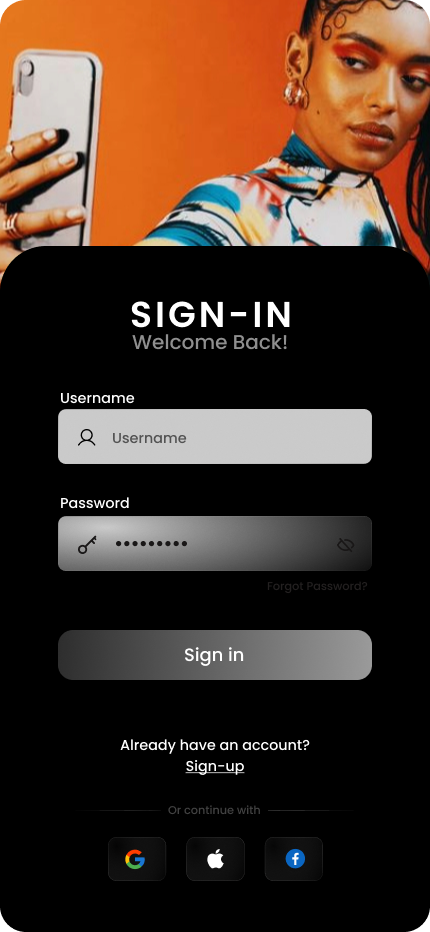 SIGN-IN
Welcome Back!
Username
Username
Password
•••••••••
Forgot Password?
Sign in
Already have an account?
Sign-up
Or continue with